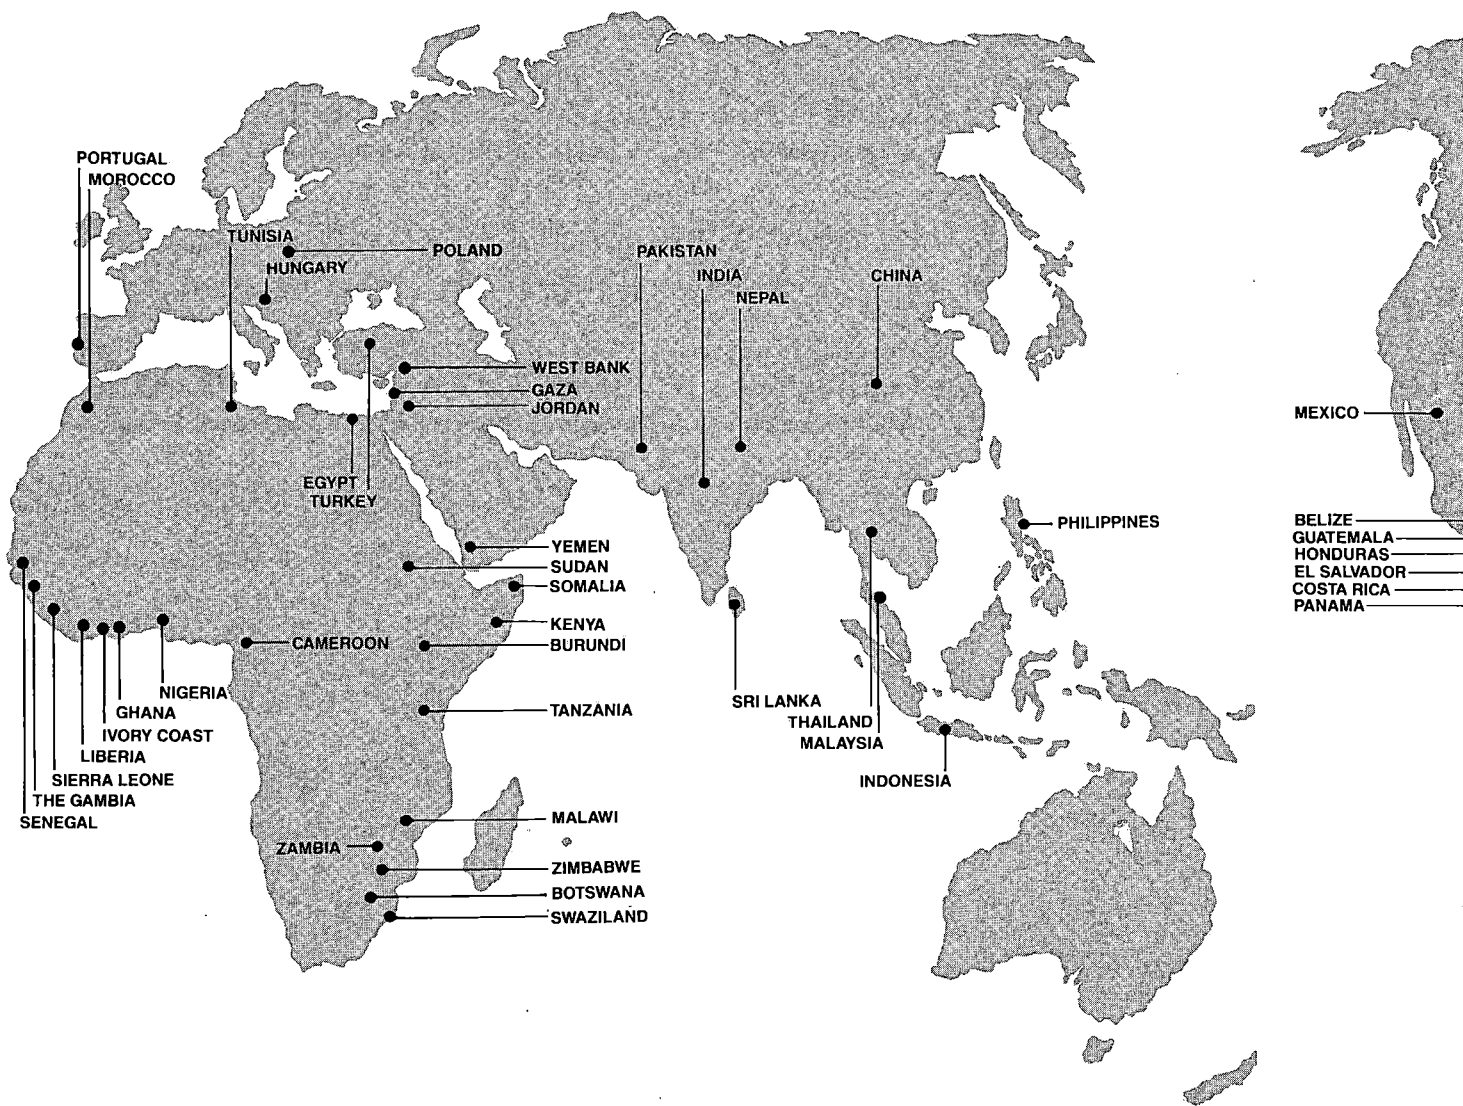 PORTUGAL
MOROCCO
TUNISIA
POLAND
HUNGARY
PAKISTAN
INDIA
NEPAL
CHINA
WEST BANK
GAZA
JORDAN
EGYPT
TURKEY
MEXICO
PHILIPPINES
BELIZE
GUATEMALA
HONDURAS
EL SALVADOR
COSTA RICA
PANAMA
YEMEN
SUDAN
SOMALIA
KENYA
BURUNDI
CAMEROON
TANZANIA
NIGERIA
GHANA
IVORY COAST
LIBERIA
SIERRA LEONE
THE GAMBIA
SENEGAL
SRI LANKA
THAILAND
MALAYSIA
INDONESIA
MALAWI
ZAMBIA
ZIMBABWE
BOTSWANA
SWAZILAND